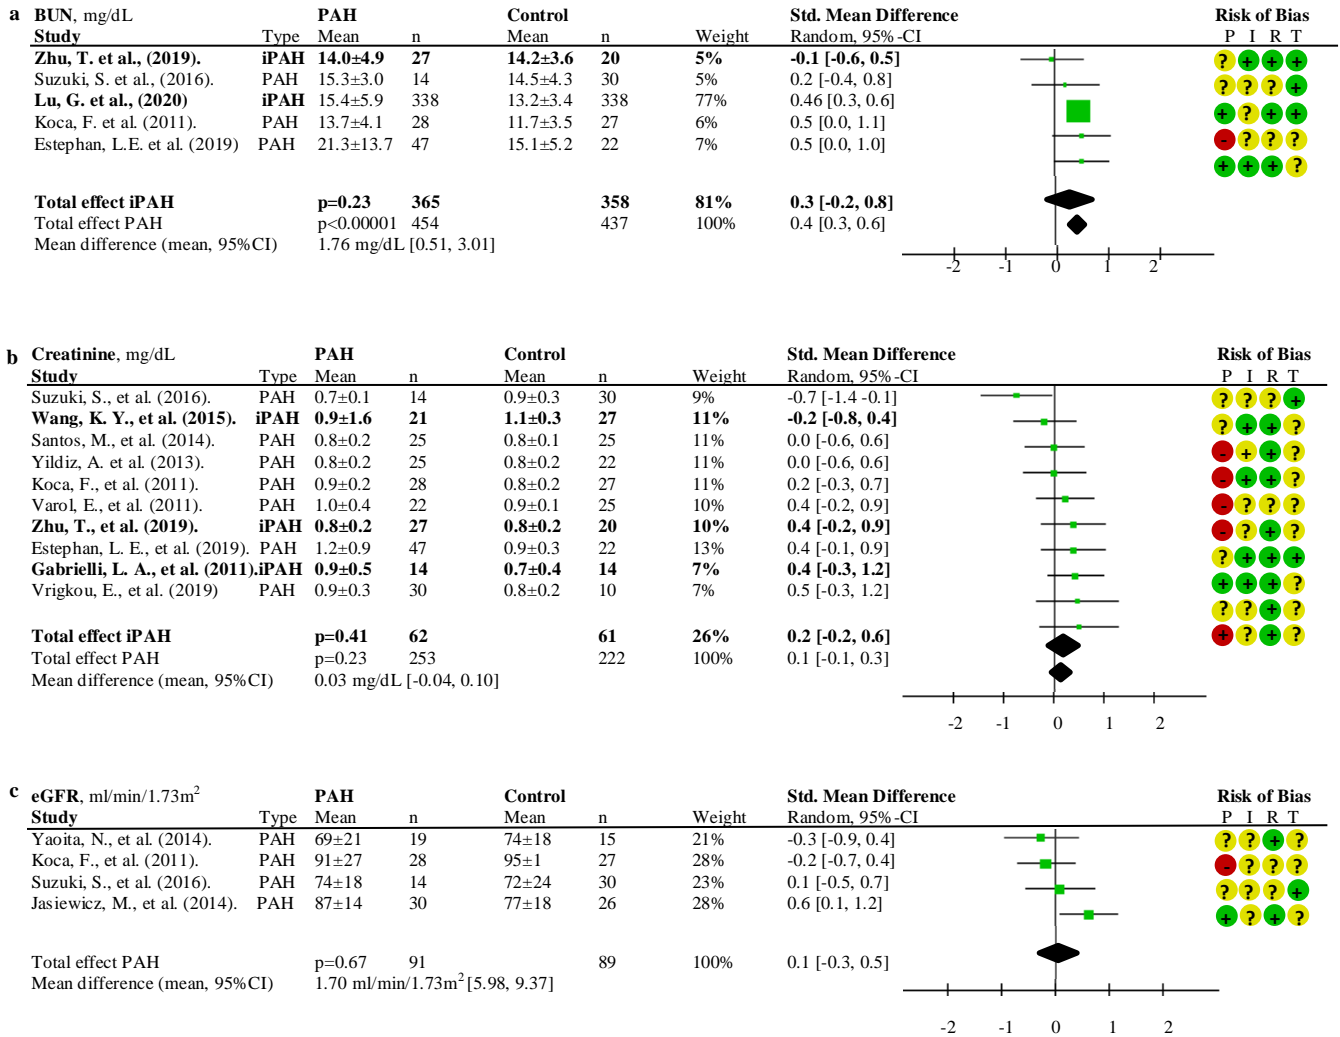 a BUN, mg/dL PAH Control Std. Mean Difference Risk of Bias
Study Type Mean n Mean n Weight Random, 95%-CI P I R T
Zhu, T. et al., (2019). iPAH 14.0±4.9 27 14.2±3.6 20 5% -0.1 [-0.6, 0.5] ? + + +
Suzuki, S. et al., (2016). PAH 15.3±3.0 14 14.5±4.3 30 5% 0.2 [-0.4, 0.8] ? ? ? +
Lu, G. et al., (2020) iPAH 15.4±5.9 338 13.2±3.4 338 77% 0.46 [0.3, 0.6] + ? + +
Koca, F. et al. (2011). PAH 13.7±4.1 28 11.7±3.5 27 6% 0.5 [0.0, 1.1] - ? ? ?
Estephan, L.E. et al. (2019) PAH 21.3±13.7 47 15.1±5.2 22 7% 0.5 [0.0, 1.0] + + + ?
Total effect iPAH p=0.23 365 358 81% 0.3 [-0.2, 0.8]
Total effect PAH p<0.00001 454 437 100% 0.4 [0.3, 0.6]
Mean difference (mean, 95%CI) 1.76 mg/dL [0.51, 3.01]
-2 -1 0 1 2
b Creatinine, mg/dL PAH Control Std. Mean Difference Risk of Bias
Study Type Mean n Mean n Weight Random, 95%-CI P I R T
Suzuki, S., et al. (2016). PAH 0.7±0.1 14 0.9±0.3 30 9% -0.7 [-1.4 -0.1] ? ? ? +
Wang, K. Y., et al. (2015). iPAH 0.9±1.6 21 1.1±0.3 27 11% -0.2 [-0.8, 0.4] ? + + ?
Santos, M., et al. (2014). PAH 0.8±0.2 25 0.8±0.1 25 11% 0.0 [-0.6, 0.6] - + + ?
Yildiz, A. et al. (2013). PAH 0.8±0.2 25 0.8±0.2 22 11% 0.0 [-0.6, 0.6] - + + ?
Koca, F., et al. (2011). PAH 0.9±0.2 28 0.8±0.2 27 11% 0.2 [-0.3, 0.7] - ? ? ?
Varol, E., et al. (2011). PAH 1.0±0.4 22 0.9±0.1 25 10% 0.4 [-0.2, 0.9] - ? + ?
Zhu, T., et al. (2019). iPAH 0.8±0.2 27 0.8±0.2 20 10% 0.4 [-0.2, 0.9] ? + + +
Estephan, L. E., et al. (2019). PAH 1.2±0.9 47 0.9±0.3 22 13% 0.4 [-0.1, 0.9] + + + ?
Gabrielli, L. A., et al. (2011). iPAH 0.9±0.5 14 0.7±0.4 14 7% 0.4 [-0.3, 1.2] ? ? + ?
Vrigkou, E., et al. (2019) PAH 0.9±0.3 30 0.8±0.2 10 7% 0.5 [-0.3, 1.2] + ? + ?
Total effect iPAH p=0.41 62 61 26% 0.2 [-0.2, 0.6]
Total effect PAH p=0.23 253 222 100% 0.1 [-0.1, 0.3]
Mean difference (mean, 95%CI) 0.03 mg/dL [-0.04, 0.10]
-2 -1 0 1 2
c eGFR, ml/min/1.73m² PAH Control Std. Mean Difference Risk of Bias
Study Type Mean n Mean n Weight Random, 95%-CI P I R T
Yaoita, N., et al. (2014). PAH 69±21 19 74±18 15 21% -0.3 [-0.9, 0.4] ? ? + ?
Koca, F., et al. (2011). PAH 91±27 28 95±1 27 28% -0.2 [-0.7, 0.4] - ? ? ?
Suzuki, S., et al. (2016). PAH 74±18 14 72±24 30 23% 0.1 [-0.5, 0.7] ? ? ? +
Jasiewicz, M., et al. (2014). PAH 87±14 30 77±18 26 28% 0.6 [0.1, 1.2] + ? + ?
Total effect PAH p=0.67 91 89 100% 0.1 [-0.3, 0.5]
Mean difference (mean, 95%CI) 1.70 ml/min/1.73m² [5.98, 9.37]
-2 -1 0 1 2